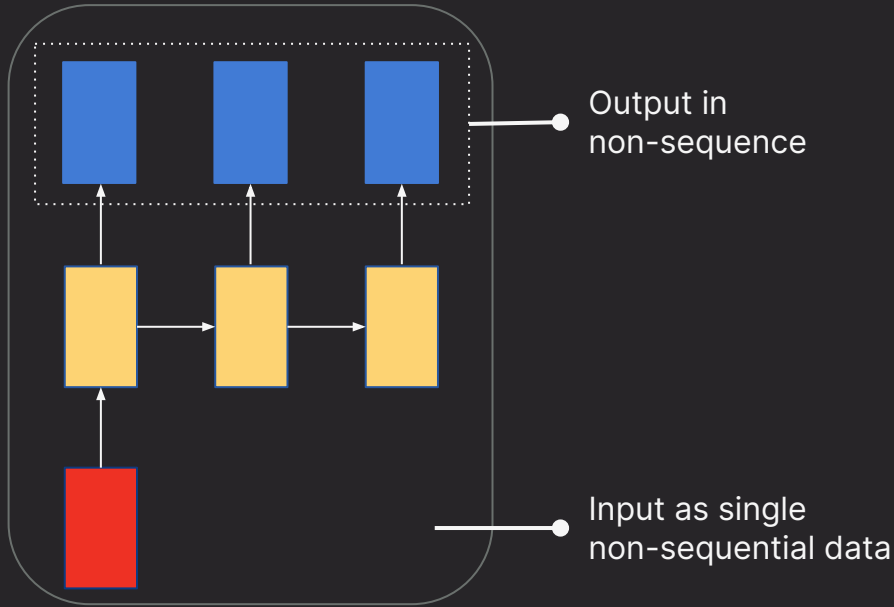 Output in
non-sequence
Input as single
non-sequential data